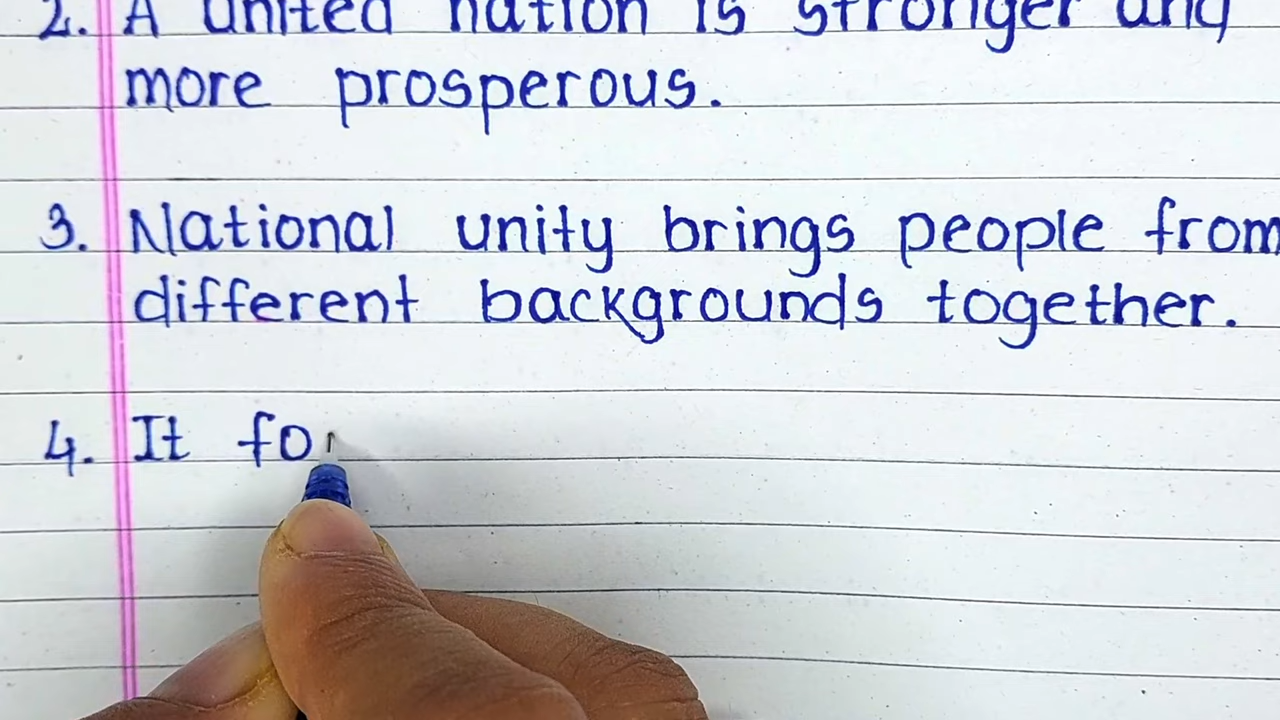 2. A united nation is stronger and
more prosperous.
3. National unity brings people from
different backgrounds together.
4. It fo